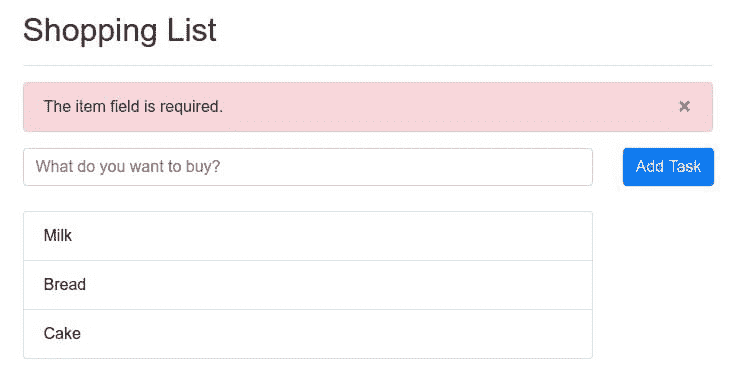 Shopping List
The item field is required. ×
What do you want to buy? Add Task
Milk
Bread
Cake